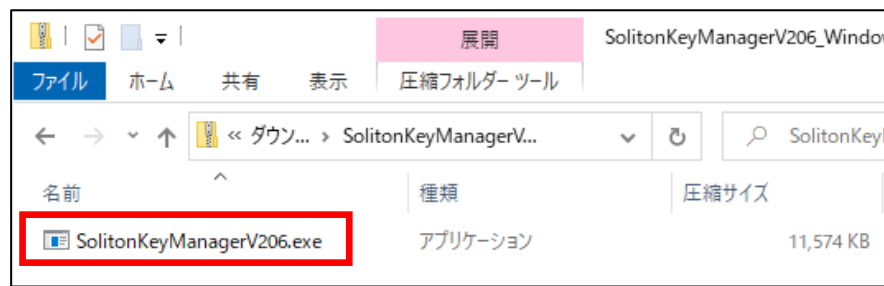 展開 SolitonKeyManagerV206_Windo
ファイル ホーム 共有 表示 圧縮フォルダー ツール
« ダウン... › SolitonKeyManagerV... SolitonKey
名前 種類 圧縮サイズ
SolitonKeyManagerV206.exe アプリケーション 11,574 KB